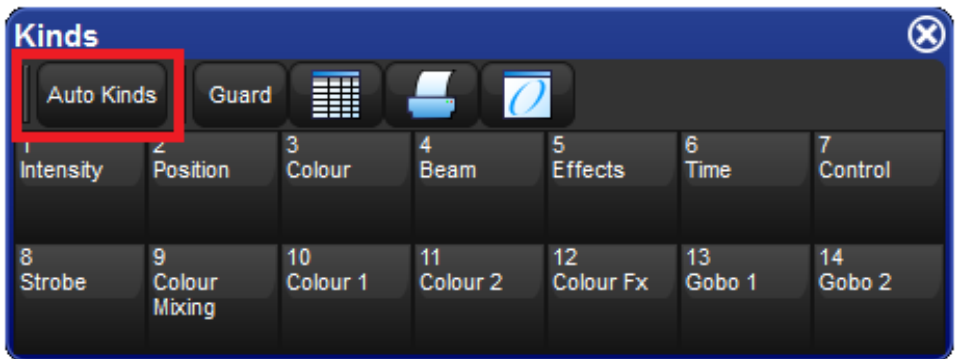 Kinds
Auto Kinds Guard
1 2 3 4 5 6 7
Intensity Position Colour Beam Effects Time Control
8 9 10 11 12 13 14
Strobe Colour Colour 1 Colour 2 Colour Fx Gobo 1 Gobo 2
Mixing